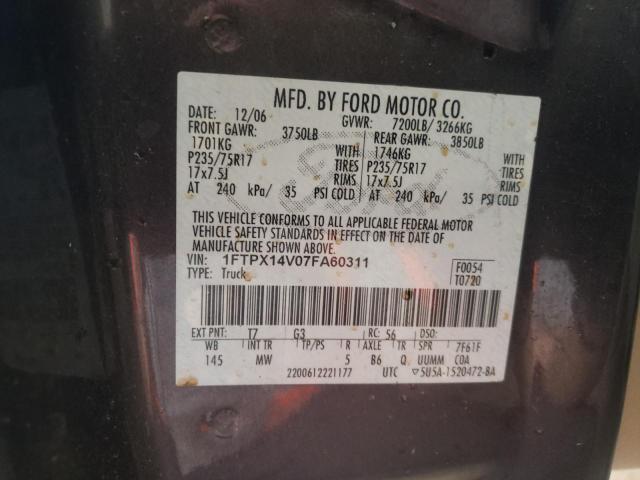 MFD. BY FORD MOTOR CO.
DATE: 12/06 GVWR: 7200LB/ 3266KG
FRONT GAWR: 3750LB REAR GAWR: 3850LB
1701KG WITH 1746KG WITH
P235/75R17 TIRES P235/75R17 TIRES
17x7.5J RIMS 17x7.5J RIMS
AT 240 kPa/ 35 PSI COLD AT 240 kPa/ 35 PSI COLD
THIS VEHICLE CONFORMS TO ALL APPLICABLE FEDERAL MOTOR
VEHICLE SAFETY STANDARDS IN EFFECT ON THE DATE OF
MANUFACTURE SHOWN ABOVE.
VIN: 1FTPX14V07FA60311 F0054
TYPE: Truck T0720
EXT PNT: T7 G3 RC: 56 DSO: 7F61F
WB INT TR TP/PS R AXLE TR SPR
145 MW 5 B6 Q UUMM COA
2200612221177 UTC ▽5U5A-1520472-BA
Ford